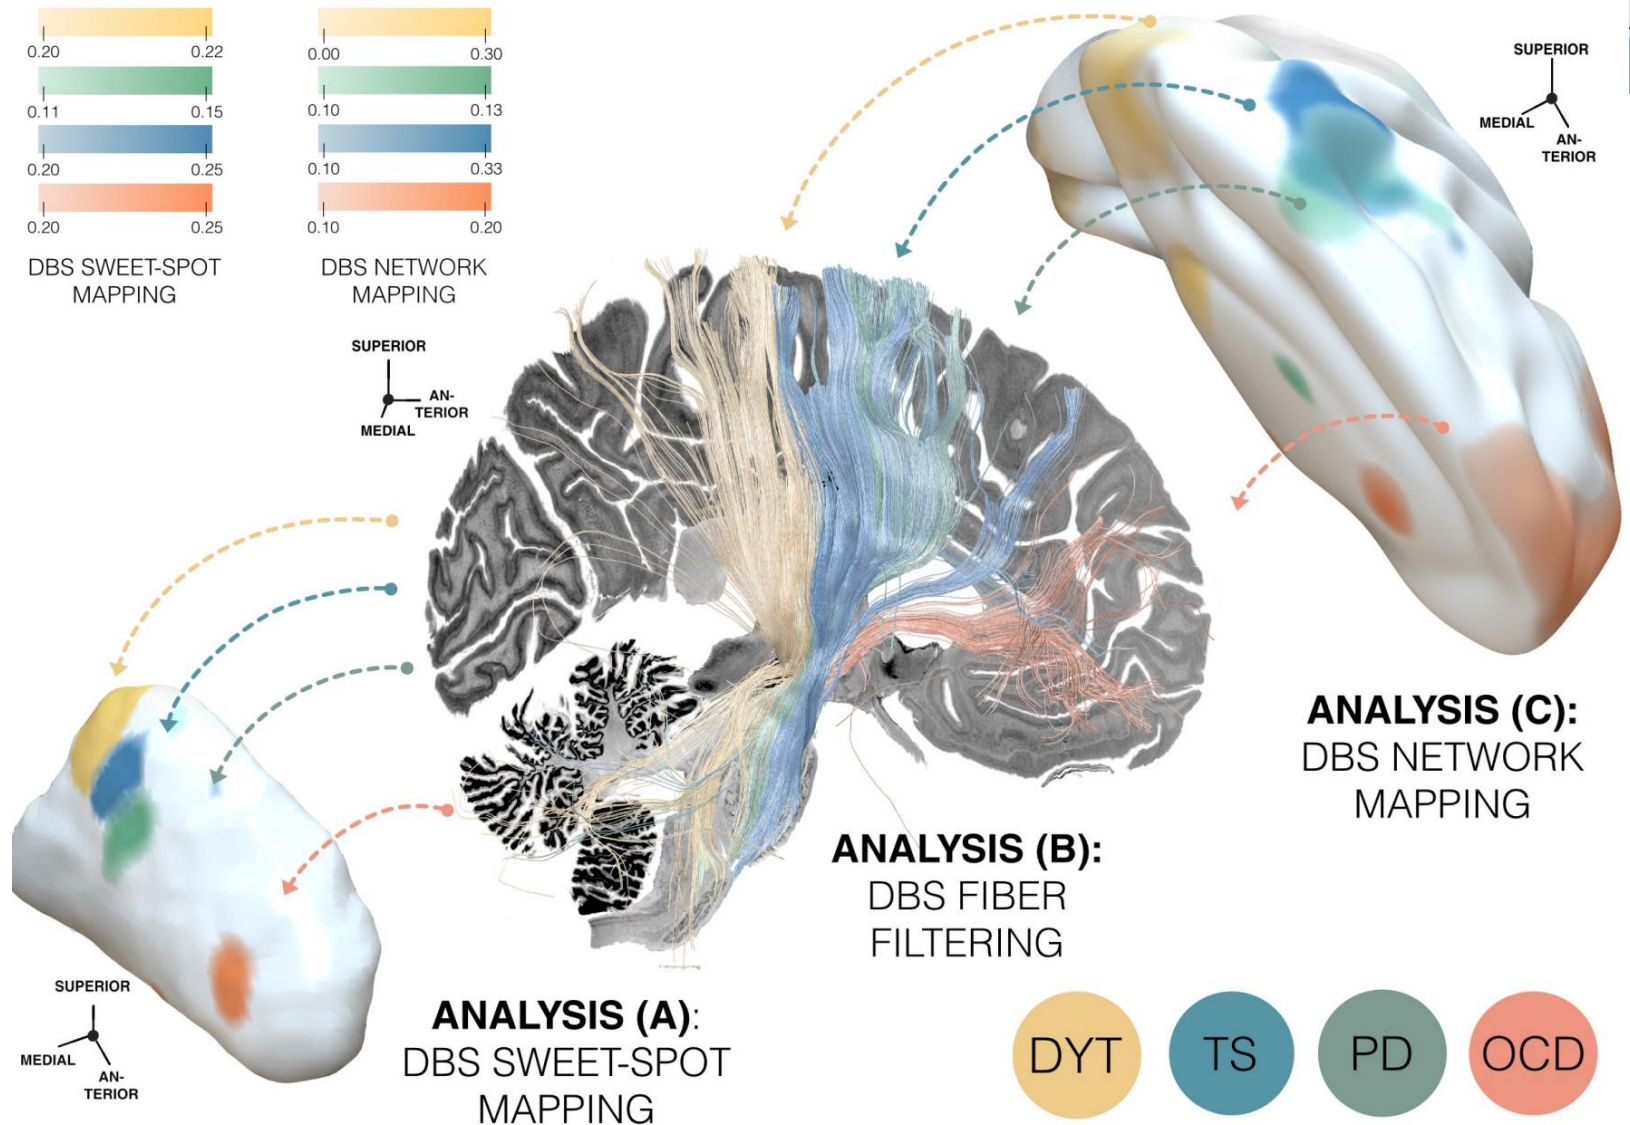 0.20 0.22
0.11 0.15
0.20 0.25
0.20 0.25
DBS SWEET-SPOT
MAPPING
0.00 0.30
0.10 0.13
0.10 0.33
0.10 0.20
DBS NETWORK
MAPPING
SUPERIOR
AN-
TERIOR
MEDIAL
SUPERIOR
MEDIAL
AN-
TERIOR
ANALYSIS (C):
DBS NETWORK
MAPPING
ANALYSIS (B):
DBS FIBER
FILTERING
SUPERIOR
MEDIAL
AN-
TERIOR
ANALYSIS (A):
DBS SWEET-SPOT
MAPPING
DYT TS PD OCD